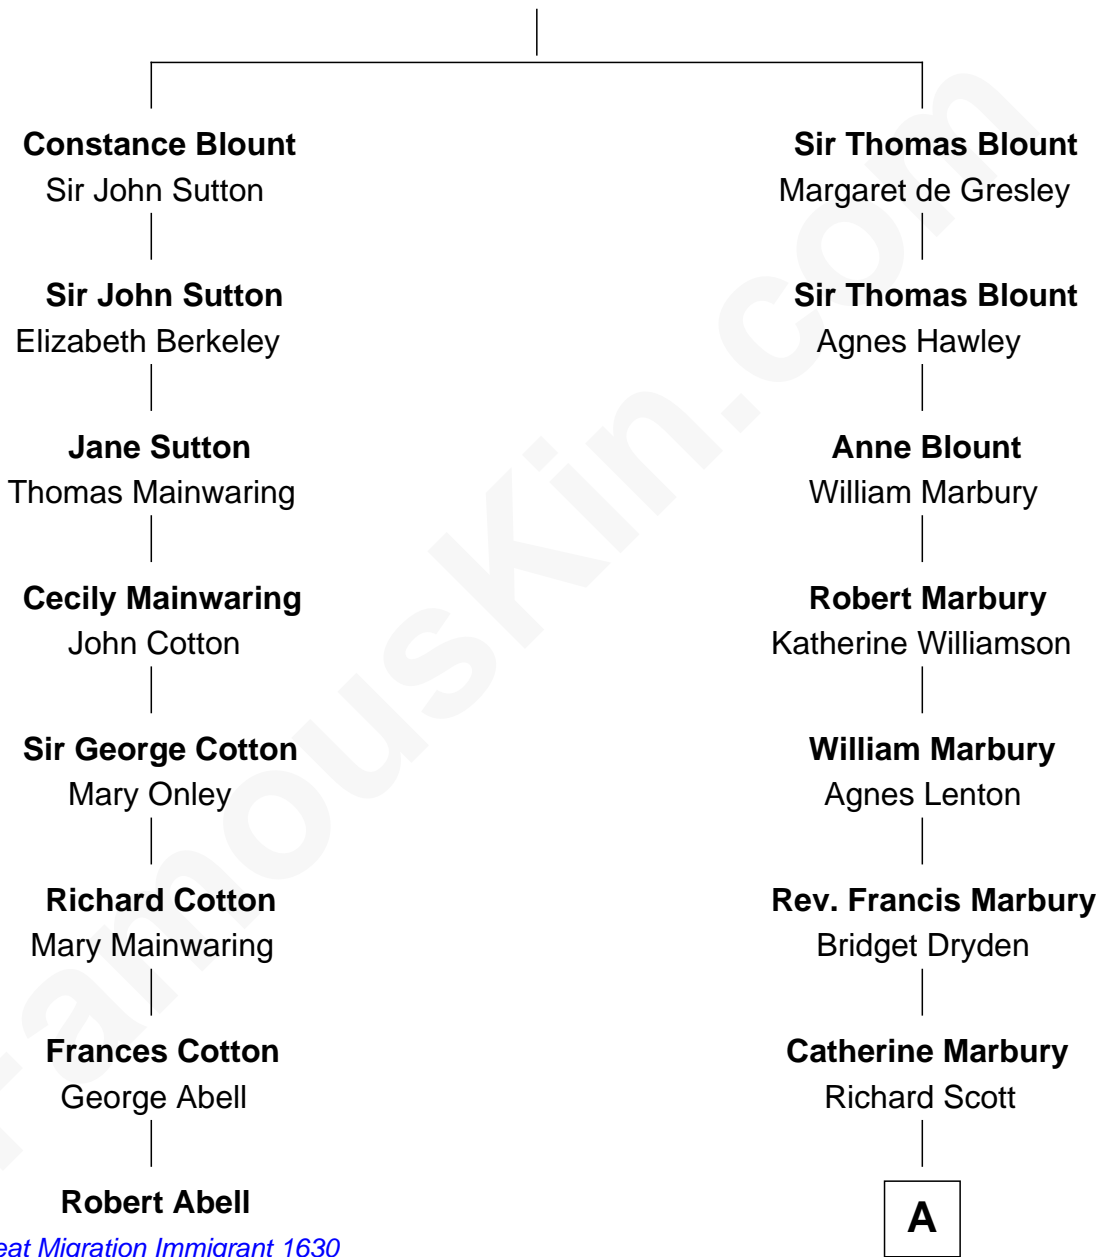 Constance Blount
Sir John Sutton
Sir John Sutton
Elizabeth Berkeley
Jane Sutton
Thomas Mainwaring
Cecily Mainwaring
John Cotton
Sir George Cotton
Mary Onley
Richard Cotton
Mary Mainwaring
Frances Cotton
George Abell
Robert Abell
Migration Immigrant 1630
Sir Thomas Blount
Margaret de Gresley
Sir Thomas Blount
Agnes Hawley
Anne Blount
William Marbury
Robert Marbury
Katherine Williamson
William Marbury
Agnes Lenton
Rev. Francis Marbury
Bridget Dryden
Catherine Marbury
Richard Scott
A
FamousKin.com